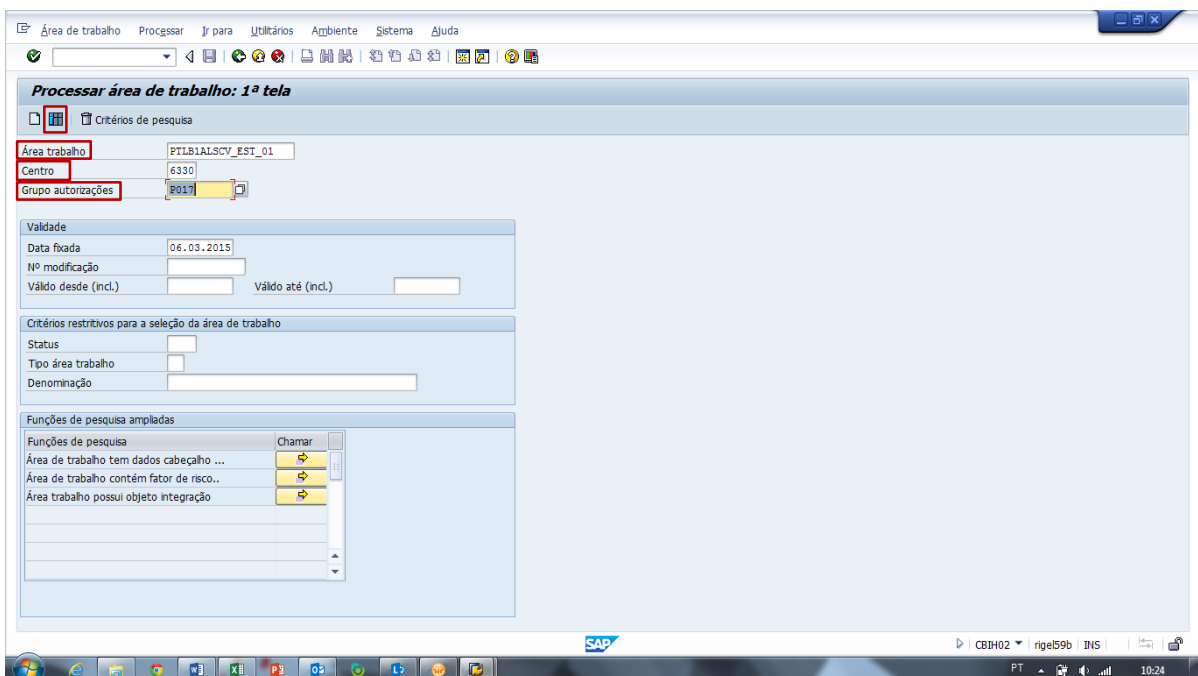 Área de trabalho Processar Ir para Utilitários Ambiente Sistema Ajuda
Processar área de trabalho: 1ª tela
Critérios de pesquisa
Área trabalho PTLB1ALSCV_EST_01
Centro 6330
Grupo autorizações P017
Validade
Data fixada 06.03.2015
Nº modificação
Válido desde (incl.) Válido até (incl.)
Critérios restritivos para a seleção da área de trabalho
Status
Tipo área trabalho
Denominação
Funções de pesquisa ampliadas
Funções de pesquisa Chamar
Área de trabalho tem dados cabeçalho ...
Área de trabalho contém fator de risco..
Área trabalho possui objeto integração
SAP
CBIH02 rigel59b INS
PT 10:24